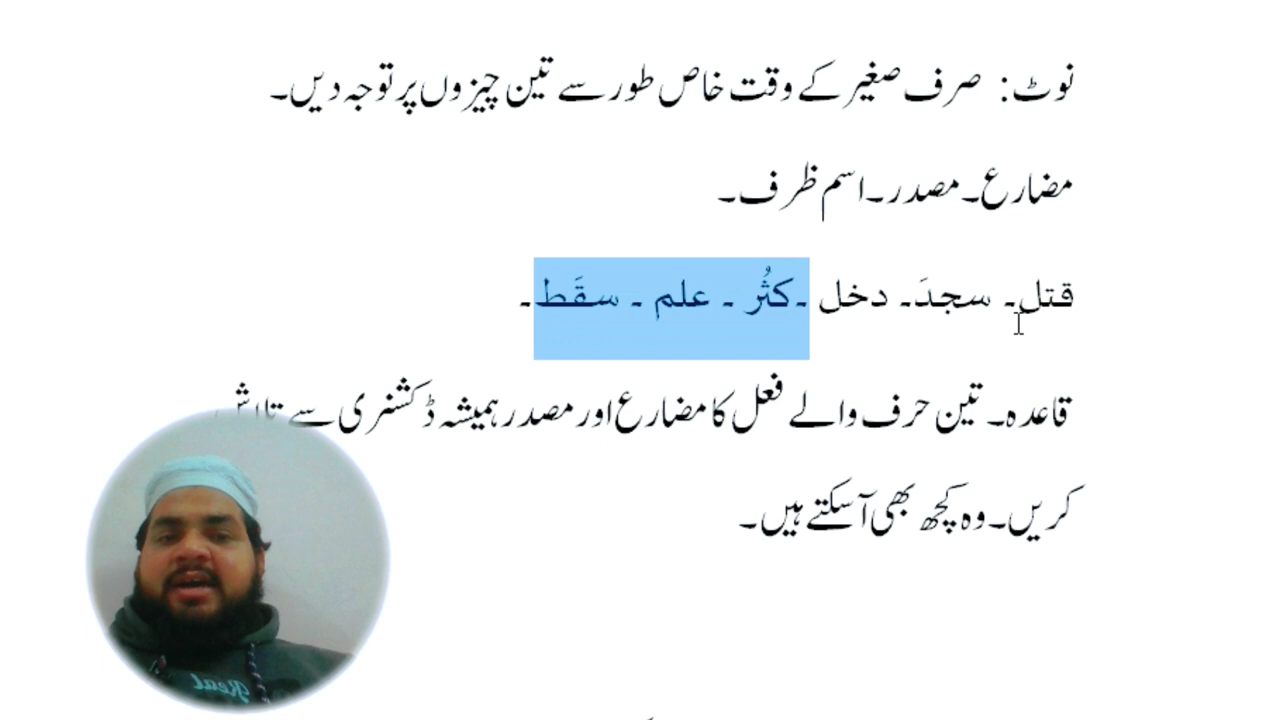 نوٹ: صرف صغیر کے وقت خاص طور سے تین چیزوں پر توجہ دیں۔
مضارع۔مصدر۔اسم ظرف۔
قتل۔ سجدَ۔ دخل ۔کثُر ۔ علم ۔ سقَط۔
قاعدہ۔ تین حرف والے فعل کا مضارع اور مصدر ہمیشہ ڈکشنری سے تلاش
کریں۔ وہ کچھ بھی آسکتے ہیں۔
Real